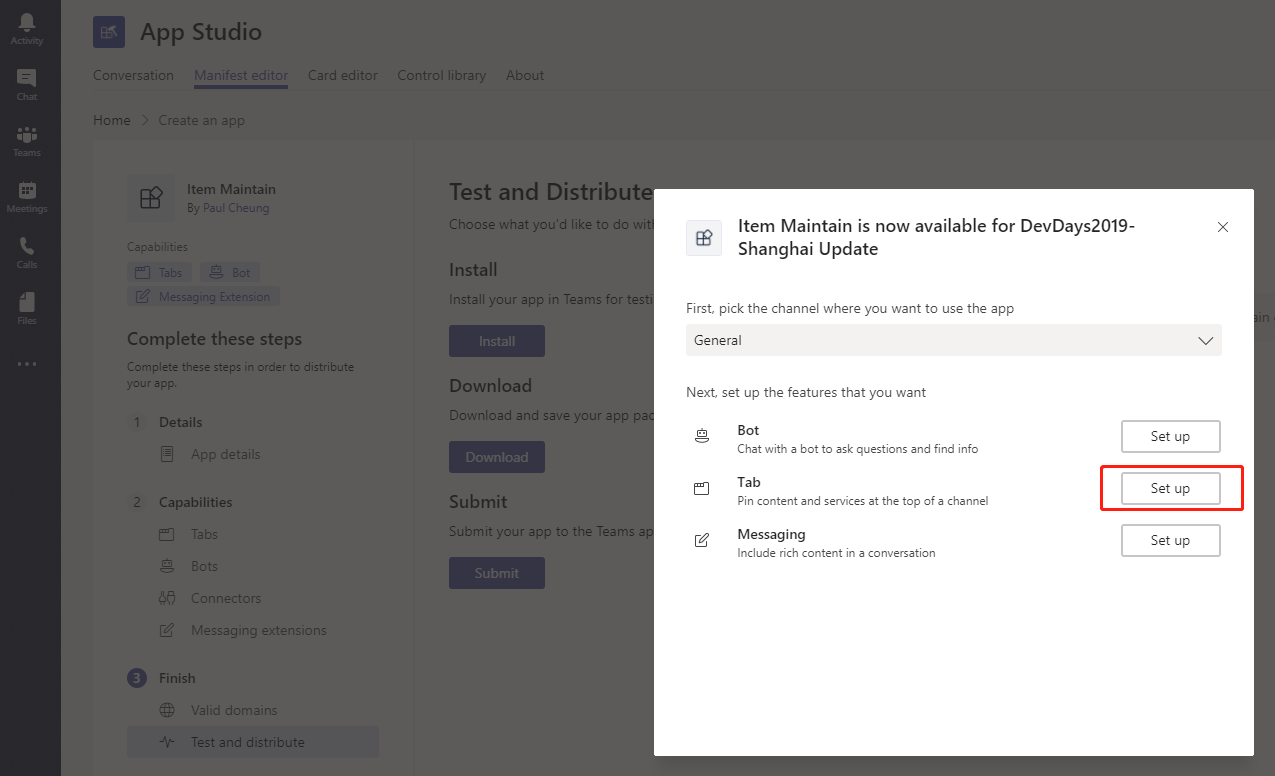 Activity
Chat
Teams
Meetings
Calls
Files
App Studio
Conversation Manifest editor Card editor Control library About
Home Create an app
Item Maintain
By Paul Cheung
Capabilities
Tabs Bot
Messaging Extension
Complete these steps
Complete these steps in order to distribute
your app.
1 Details
App details
2 Capabilities
Tabs
Bots
Connectors
Messaging extensions
3 Finish
Valid domains
Test and distribute
Test and Distribute
Choose what you'd like to do with
Install
Install your app in Teams for testi
Install
Download
Download and save your app pac
Download
Submit
Submit your app to the Teams ap
Submit
Item Maintain is now available for DevDays2019-
Shanghai Update
First, pick the channel where you want to use the app
General
Next, set up the features that you want
Bot
Chat with a bot to ask questions and find info
Set up
Tab
Pin content and services at the top of a channel
Set up
Messaging
Include rich content in a conversation
Set up